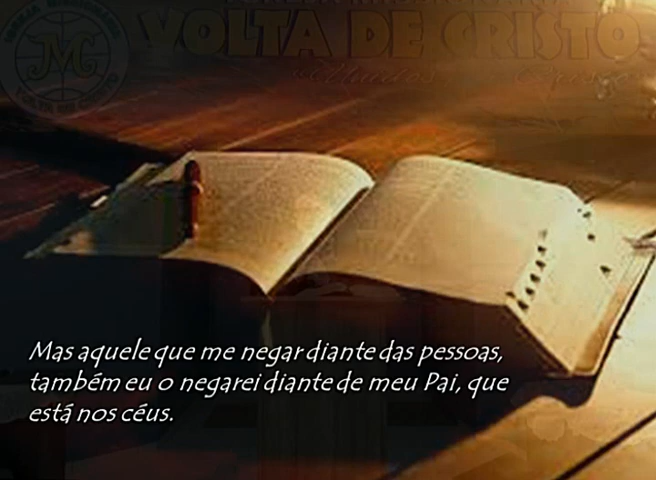 VOLTA DE CRISTO
Mas aquele que me negar diante das pessoas,
também eu o negarei diante de meu Pai, que
está nos céus.